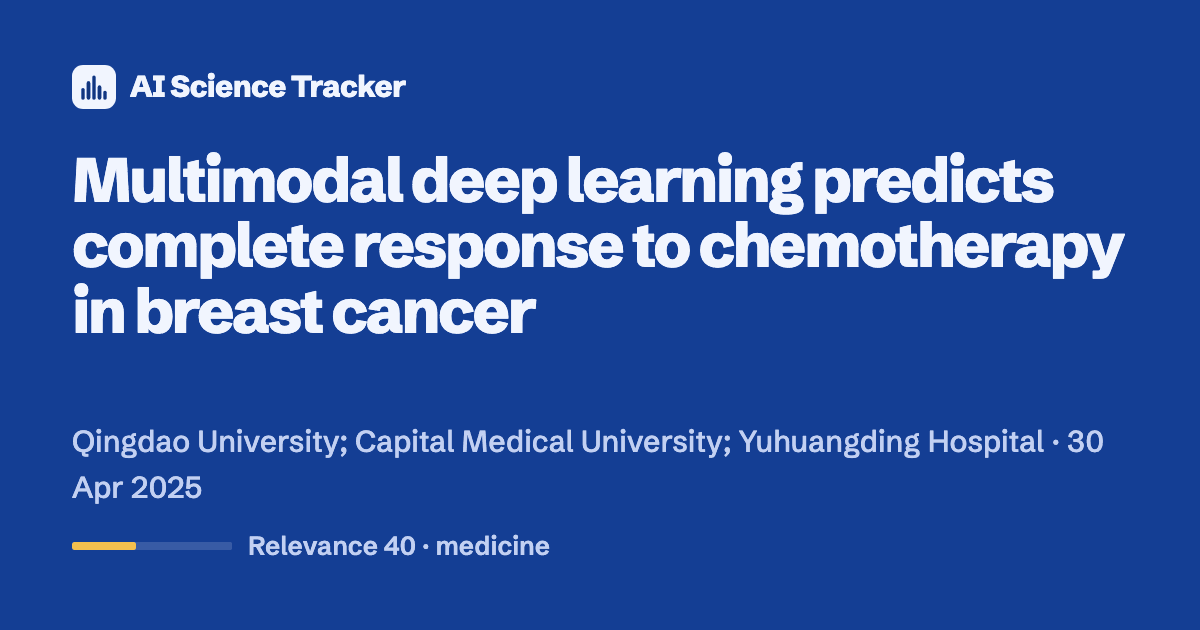 AI Science Tracker
Multimodal deep learning predicts
complete response to chemotherapy
in breast cancer
Qingdao University; Capital Medical University; Yuhuangding Hospital · 30
Apr 2025
Relevance 40 · medicine